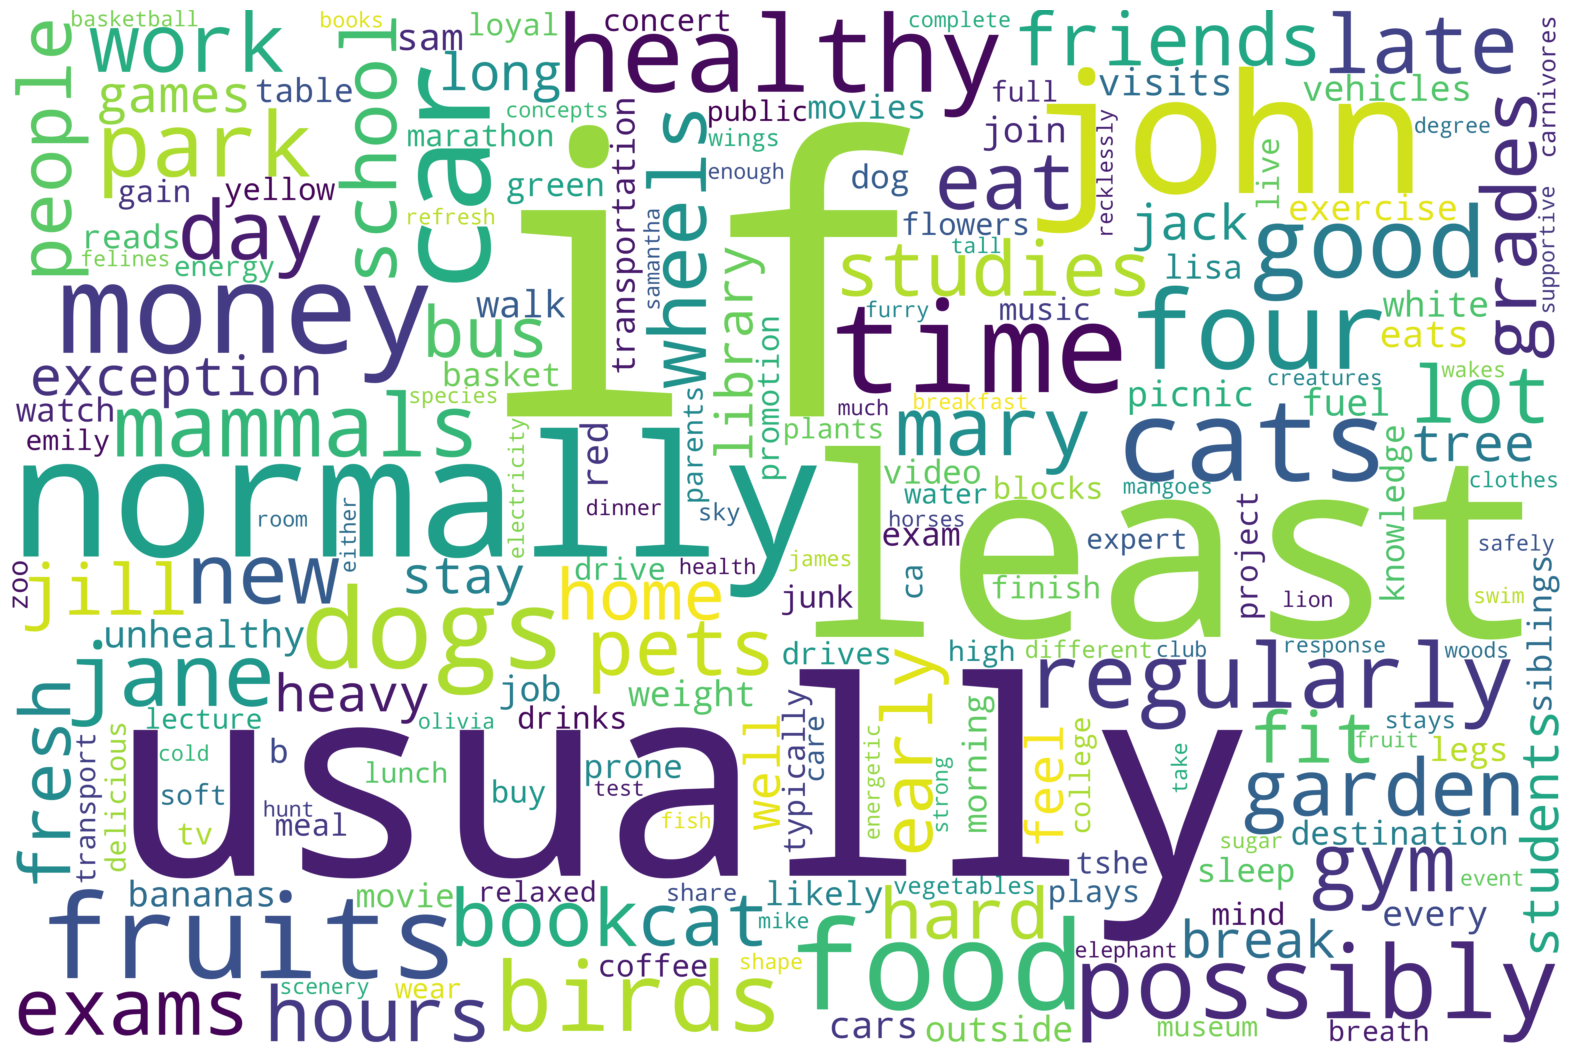 basketball
books
work
sam
loyal
concert
healthy
complete
friends
late
people
school
car
long
games
table
park
concepts
marathon
public
movies
full
visits
vehicles
john
join
degree
carnivores
grades
recklessly
live
wings
transportation
wheels
if
enough
dog
eat
green
gain
yellow
day
refresh
flowers
jack
exercise
good
reads
felines
energy
samantha
library
studies
tall
lisa
supportive
money
walk
bus
furry
music
time
four
white
eats
exception
basket
species
parents
promotion
much
breakfast
picnic
creatures
fuel
wakes
lot
watch
emily
mammals
red
plants
mary
cats
tree
normally
electricity
video
water
blocks
mangoes
knowledge
clothes
least
room
either
dinner
sky
horses
exam
expert
project
safely
zoo
jill
new
stay
drive
home
health
james
junk
ca
finish
lion
swim
siblings
unhealthy
dogs
pets
drives
high
different
club
response
woods
jane
heavy
job
weight
early
regularly
fresh
lecture
olivia
drinks
well
typically
care
energetic
strong
morning
feel
college
take
fit
stays
fruit
legs
students
transport
delicious
cold
b
usually
lunch
prone
test
garden
soft
buy
destination
tv
hunt
meal
fish
tshe
sugar
sleep
gym
event
fruits
bananas
movie
relaxed
share
likely
vegetables
plays
mind
every
book
cat
mike
hard
elephant
break
exams
hours
scenery
wear
birds
coffee
shape
food
possibly
cars
outside
museum
breath